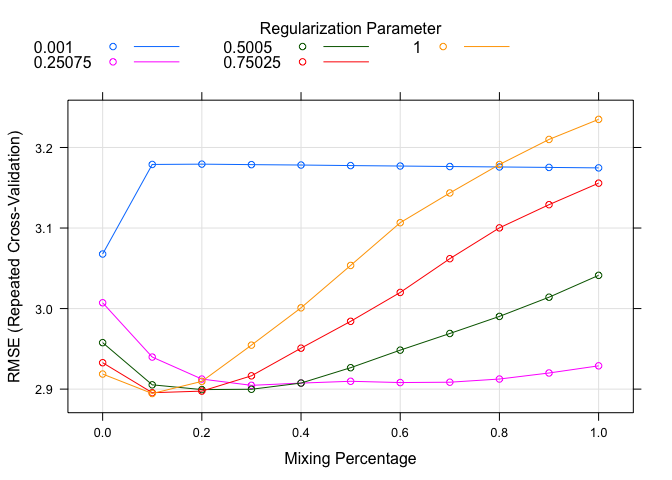 Regularization Parameter
0.001 0.5005 1
0.25075 0.75025
RMSE (Repeated Cross-Validation)
3.2
3.1
3.0
2.9
0.0 0.2 0.4 0.6 0.8 1.0
Mixing Percentage